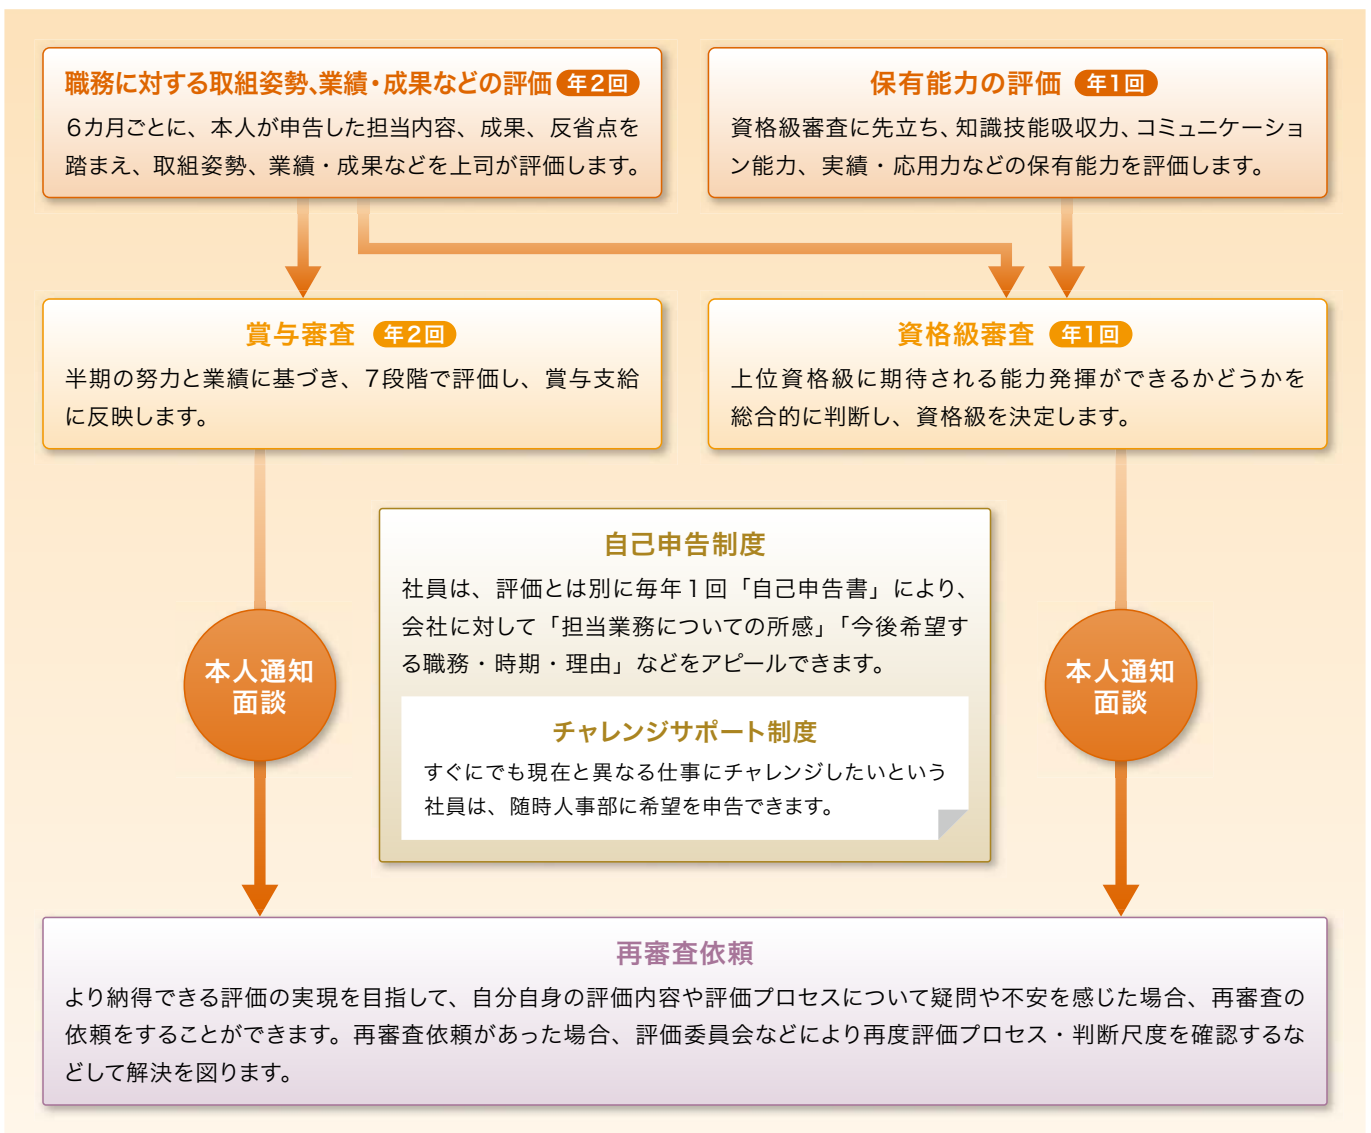 職務に対する取組姿勢、業績・成果などの評価 年2回
6カ月ごとに、本人が申告した担当内容、成果、反省点を
踏まえ、取組姿勢、業績・成果などを上司が評価します。
保有能力の評価 年1回
資格級審査に先立ち、知識技能吸収力、コミュニケーショ
ン能力、実績・応用力などの保有能力を評価します。
賞与審査 年2回
半期の努力と業績に基づき、7段階で評価し、賞与支給
に反映します。
資格級審査 年1回
上位資格級に期待される能力発揮ができるかどうかを
総合的に判断し、資格級を決定します。
本人通知
面談
自己申告制度
社員は、評価とは別に毎年1回「自己申告書」により、
会社に対して「担当業務についての所感」「今後希望す
る職務・時期・理由」などをアピールできます。
チャレンジサポート制度
すぐにでも現在と異なる仕事にチャレンジしたいという
社員は、随時人事部に希望を申告できます。
本人通知
面談
再審査依頼
より納得できる評価の実現を目指して、自分自身の評価内容や評価プロセスについて疑問や不安を感じた場合、再審査の
依頼をすることができます。再審査依頼があった場合、評価委員会などにより再度評価プロセス・判断尺度を確認するな
どして解決を図ります。